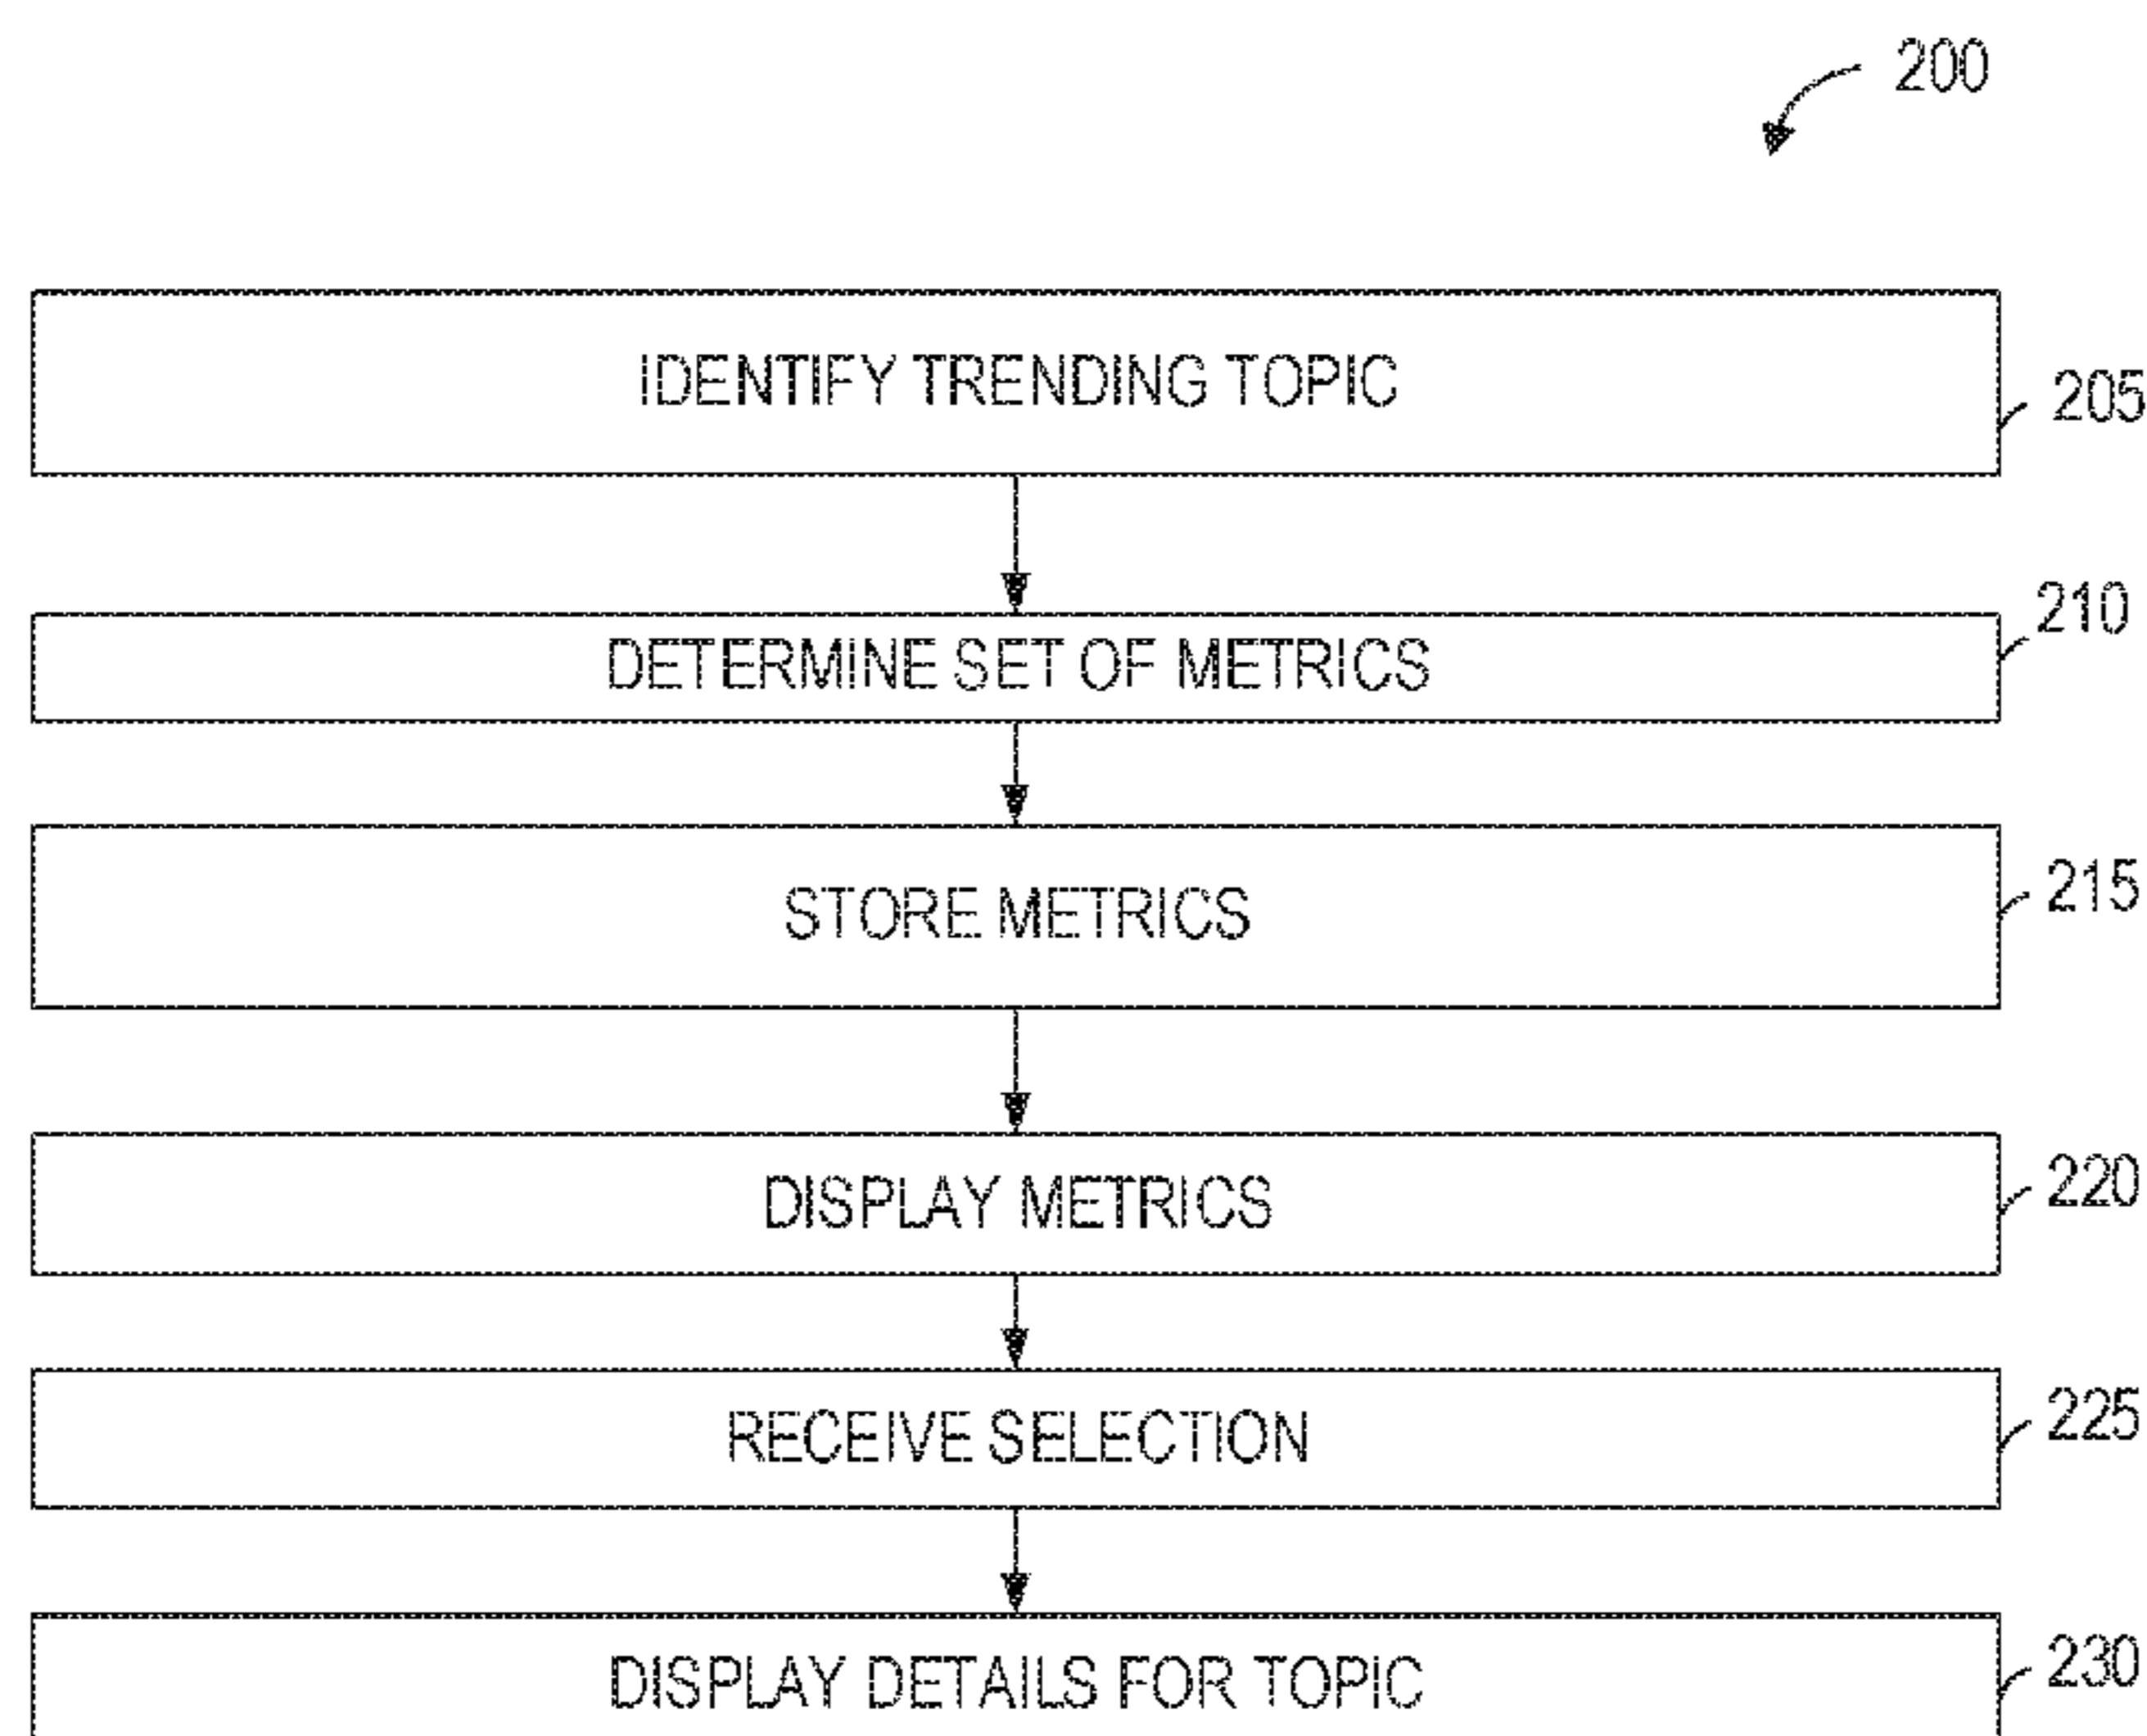 200
IDENTIFY TRENDING TOPIC
205
DETERMINE SET OF METRICS
210
STORE METRICS
215
DISPLAY METRICS
220
RECEIVE SELECTION
225
DISPLAY DETAILS FOR TOPIC
230